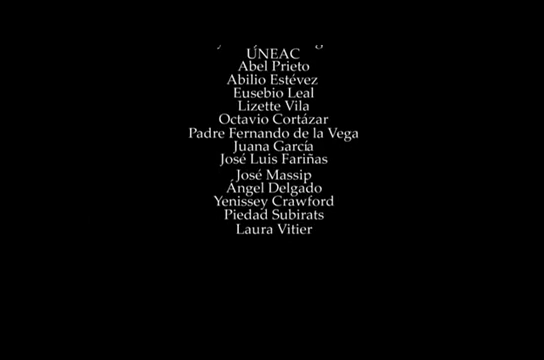 UNEAC
Abel Prieto
Abilio Estévez
Eusebio Leal
Lizette Vila
Octavio Cortázar
Padre Fernando de la Vega
Juana García
José Luis Fariñas
José Massip
Ángel Delgado
Yenissey Crawford
Piedad Subirats
Laura Vitier